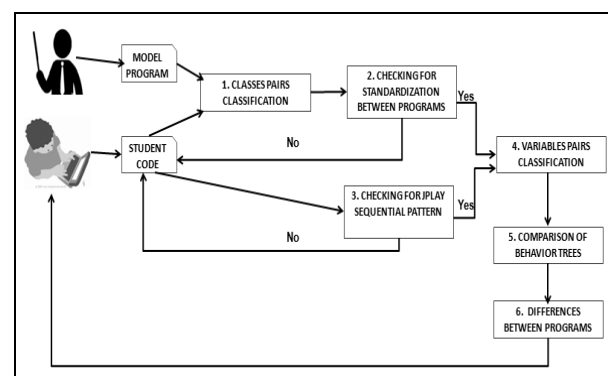 MODEL
PROGRAM
1. CLASSES PAIRS
CLASSIFICATION
2. CHECKING FOR
STANDARDIZATION
BETWEEN PROGRAMS
Yes
No
STUDENT
CODE
3. CHECKING FOR JPLAY
SEQUENTIAL PATTERN
Yes
No
4. VARIABLES PAIRS
CLASSIFICATION
5. COMPARISON OF
BEHAVIOR TREES
6. DIFFERENCES
BETWEEN PROGRAMS